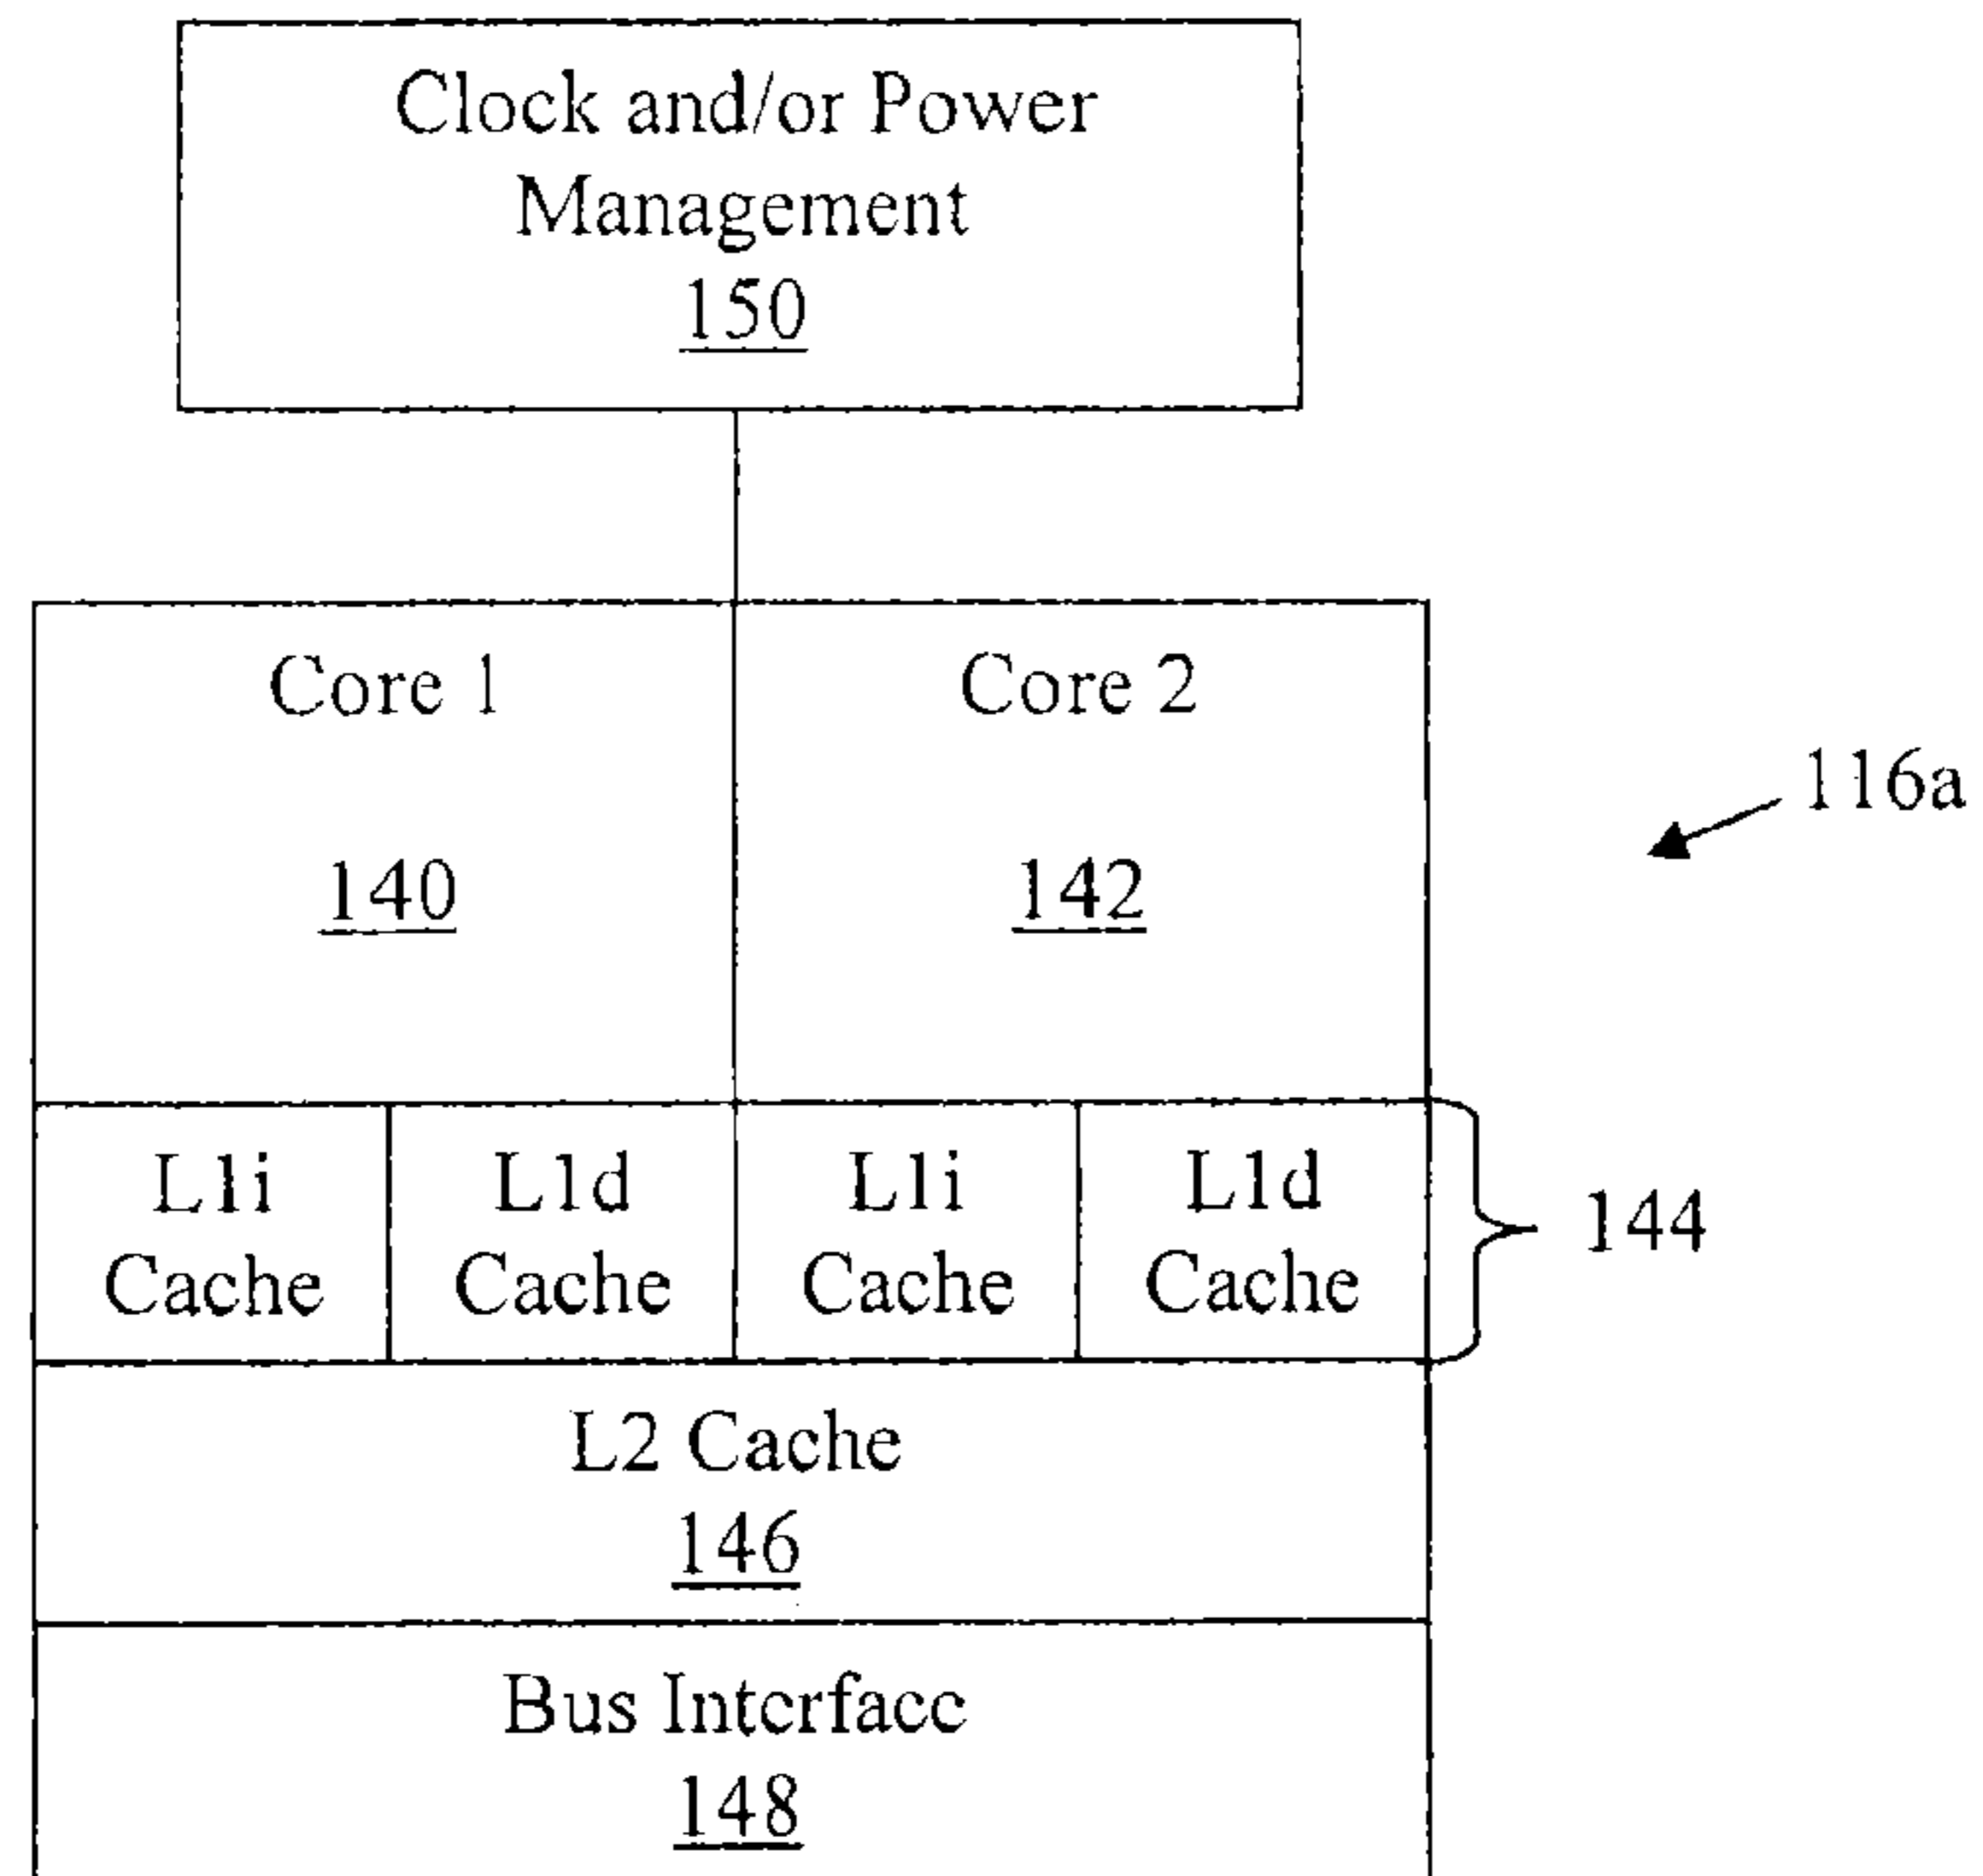 Clock and/or Power
Management
150
Core 1
Core 2
116a
140
142
L1i
Cache
L1d
Cache
L1i
Cache
L1d
Cache
144
L2 Cache
146
Bus Interface
148